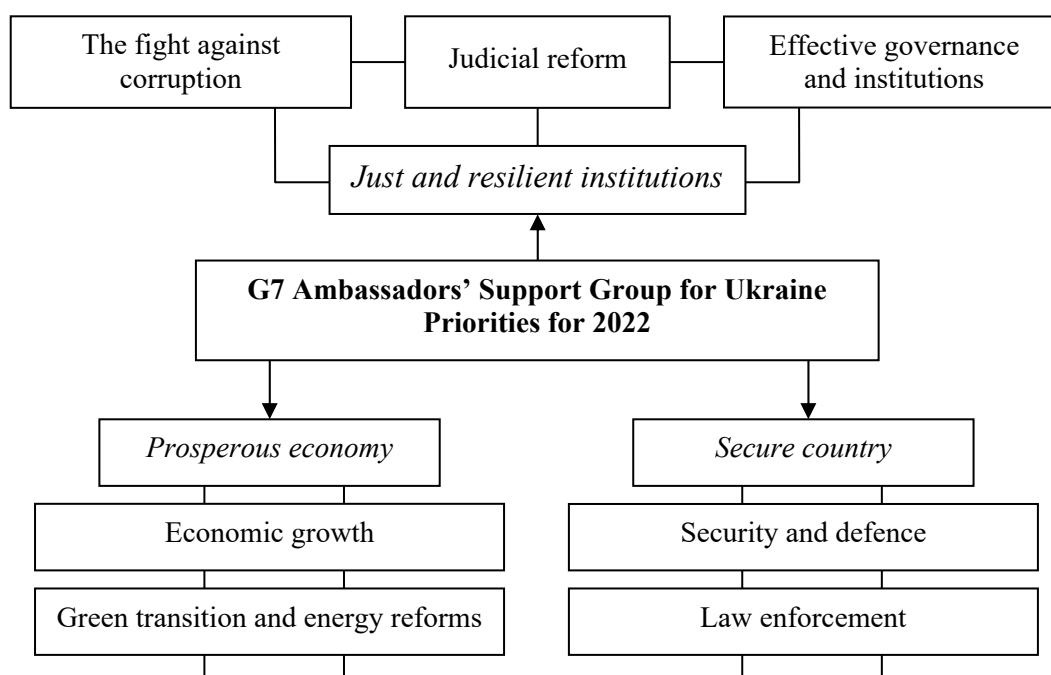 The fight against
corruption
Judicial reform
Effective governance
and institutions
Just and resilient institutions
G7 Ambassadors’ Support Group for Ukraine
Priorities for 2022
Prosperous economy
Secure country
Economic growth
Security and defence
Green transition and energy reforms
Law enforcement